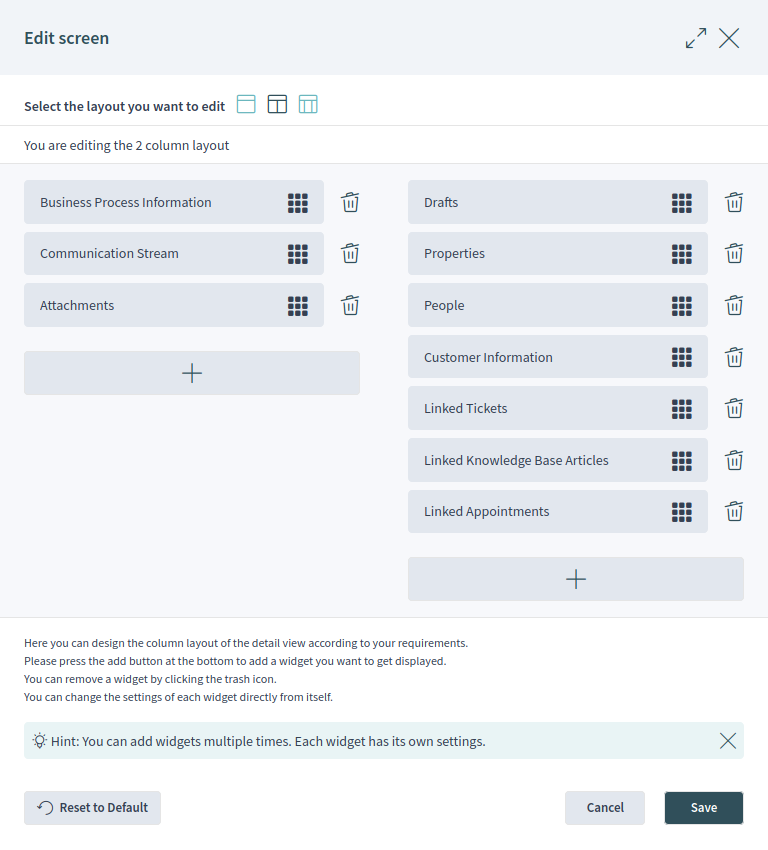 Edit screen
Select the layout you want to edit
You are editing the 2 column layout
Business Process Information
Communication Stream
Attachments
Drafts
Properties
People
Customer Information
Linked Tickets
Linked Knowledge Base Articles
Linked Appointments
Here you can design the column layout of the detail view according to your requirements.
Please press the add button at the bottom to add a widget you want to get displayed.
You can remove a widget by clicking the trash icon.
You can change the settings of each widget directly from itself.
Hint: You can add widgets multiple times. Each widget has its own settings.
Reset to Default
Cancel
Save